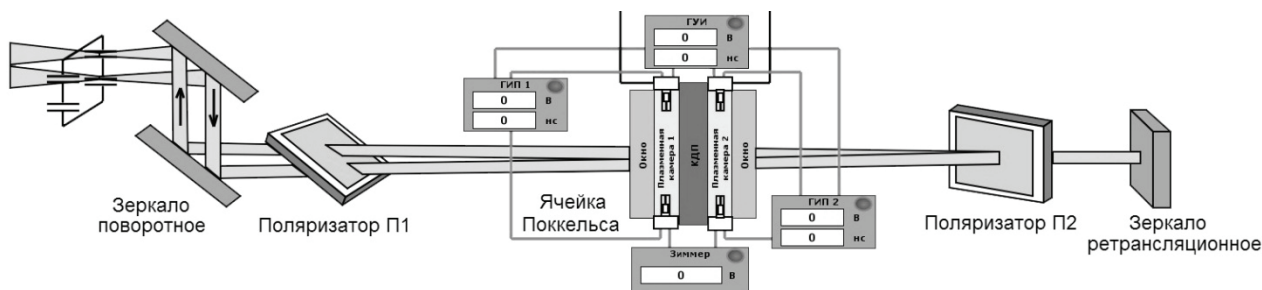 ГУИ
0 В
0 нс
ГИП 1
0 В
0 нс
Окно
Плазменная
камера 1
КДП
Плазменная
камера 2
Окно
ГИП 2
0 В
0 нс
Зиммер
0 В
Зеркало
поворотное
Поляризатор П1
Ячейка
Поккельса
Поляризатор П2
Зеркало
ретрансляционное